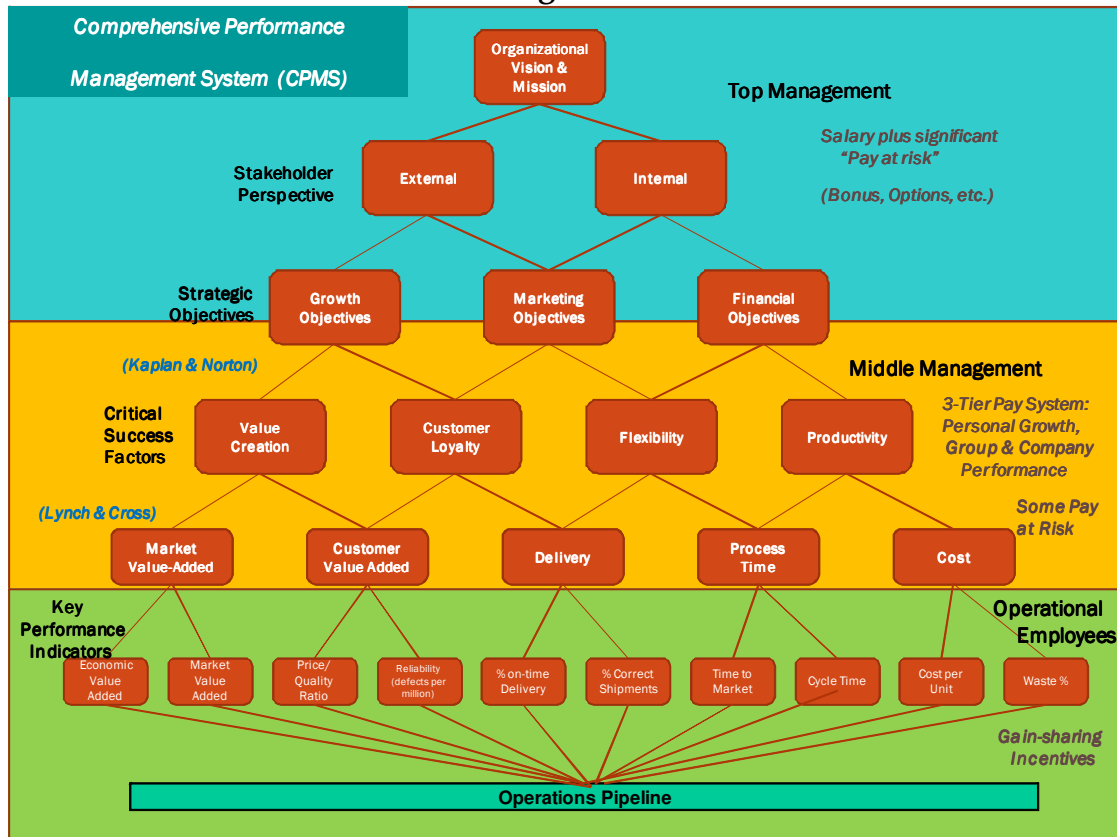 Comprehensive Performance
Management System (CPMS)
Organizational
Vision &
Mission
Top Management
Salary plus significant
"Pay at risk"
(Bonus, Options, etc.)
Stakeholder
Perspective
External
Internal
Strategic
Objectives
Growth
Objectives
Marketing
Objectives
Financial
Objectives
(Kaplan & Norton)
Middle Management
3-Tier Pay System:
Personal Growth,
Group & Company
Performance
Critical
Success
Factors
Value
Creation
Customer
Loyalty
Flexibility
Productivity
(Lynch & Cross)
Some Pay
at Risk
Market
Value-Added
Customer
Value Added
Delivery
Process
Time
Cost
Key
Performance
Indicators
Operational
Employees
Economic
Value
Added
Market
Value
Added
Price/
Quality
Ratio
Reliability
(defects per
million)
% on-time
Delivery
% Correct
Shipments
Time to
Market
Cycle Time
Cost per
Unit
Waste %
Gain-sharing
Incentives
Operations Pipeline